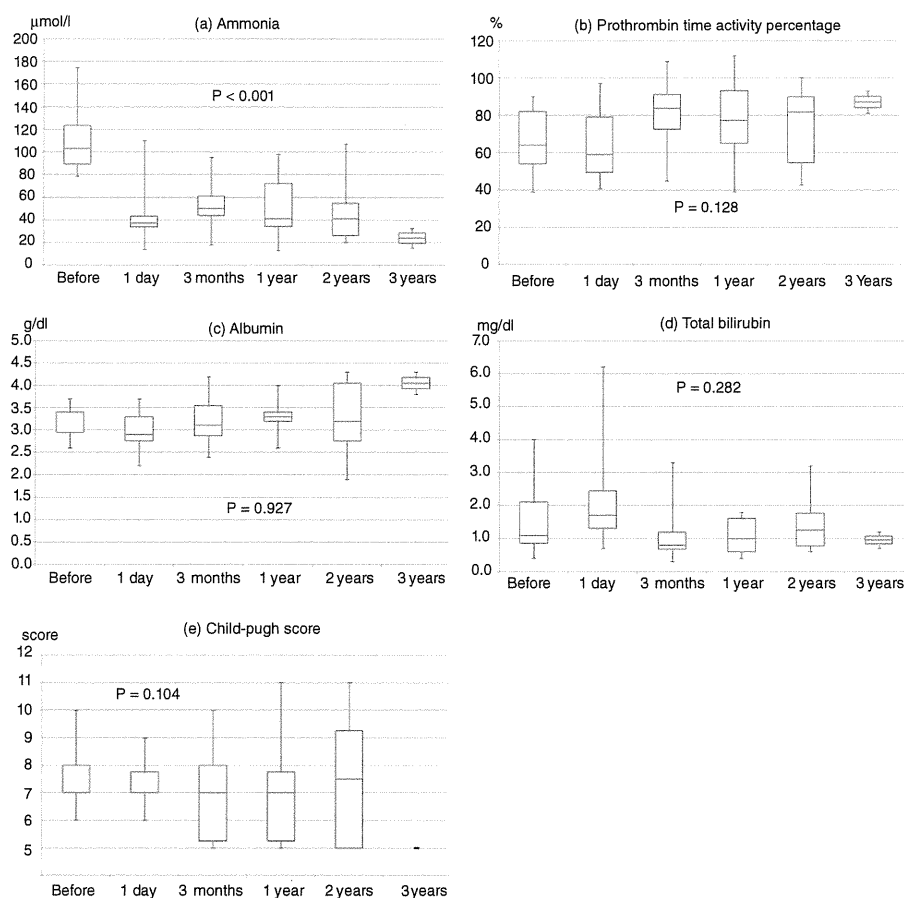 (a) Ammonia
µmol/l
200
180
160
140
120
100
80
60
40
20
0
P < 0.001
Before 1 day 3 months 1 year 2 years 3 years
(b) Prothrombin time activity percentage
%
120
100
80
60
40
20
0
P = 0.128
Before 1 day 3 months 1 year 2 years 3 Years
(c) Albumin
g/dl
5.0
4.5
4.0
3.5
3.0
2.5
2.0
1.5
1.0
0.5
0.0
P = 0.927
Before 1 day 3 months 1 year 2 years 3 years
(d) Total bilirubin
mg/dl
7.0
6.0
5.0
4.0
3.0
2.0
1.0
0.0
P = 0.282
Before 1 day 3 months 1 year 2 years 3 years
(e) Child-pugh score
score
12
11
10
9
8
7
6
5
4
P = 0.104
Before 1 day 3 months 1 year 2 years 3 years